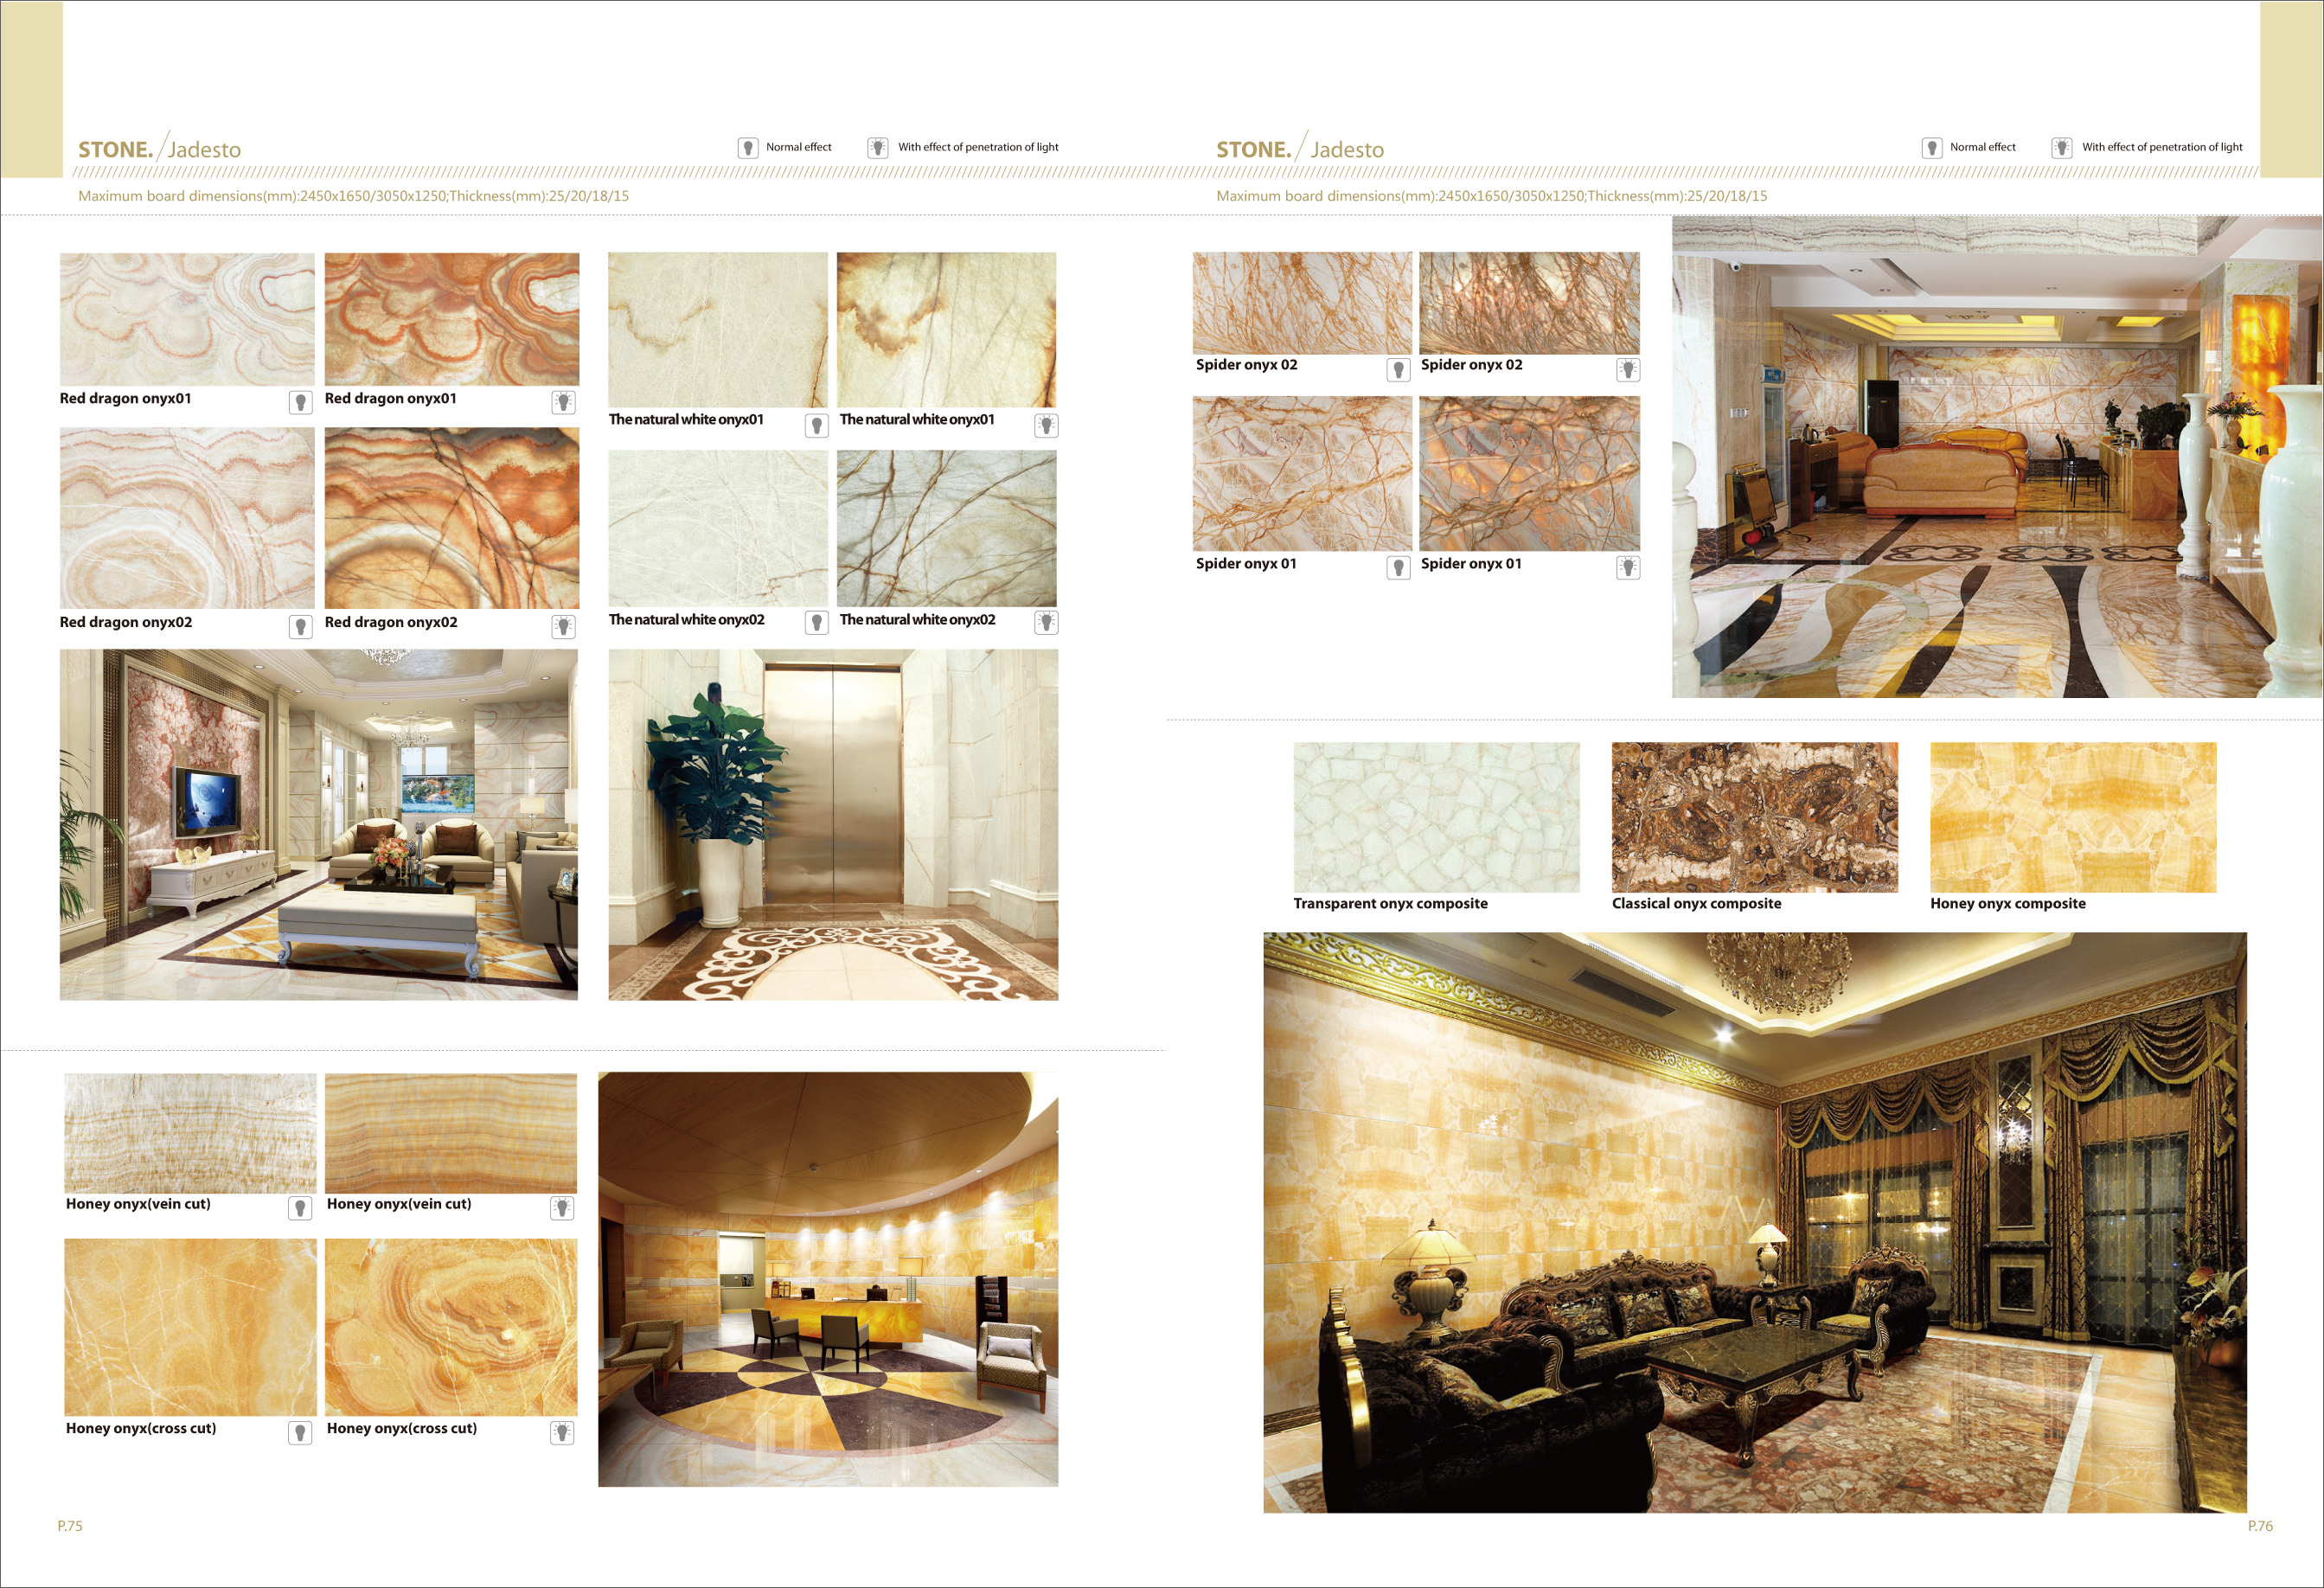 STONE./Jadesto
Normal effect
With effect of penetration of light
Maximum board dimensions(mm):2450x1650/3050x1250;Thickness(mm):25/20/18/15
Red dragon onyx01
Red dragon onyx01
The natural white onyx01
The natural white onyx01
Red dragon onyx02
Red dragon onyx02
The natural white onyx02
The natural white onyx02
Honey onyx(vein cut)
Honey onyx(vein cut)
Honey onyx(cross cut)
Honey onyx(cross cut)
P.75
STONE./Jadesto
Normal effect
With effect of penetration of light
Maximum board dimensions(mm):2450x1650/3050x1250;Thickness(mm):25/20/18/15
Spider onyx 02
Spider onyx 02
Spider onyx 01
Spider onyx 01
Transparent onyx composite
Classical onyx composite
Honey onyx composite
P.76